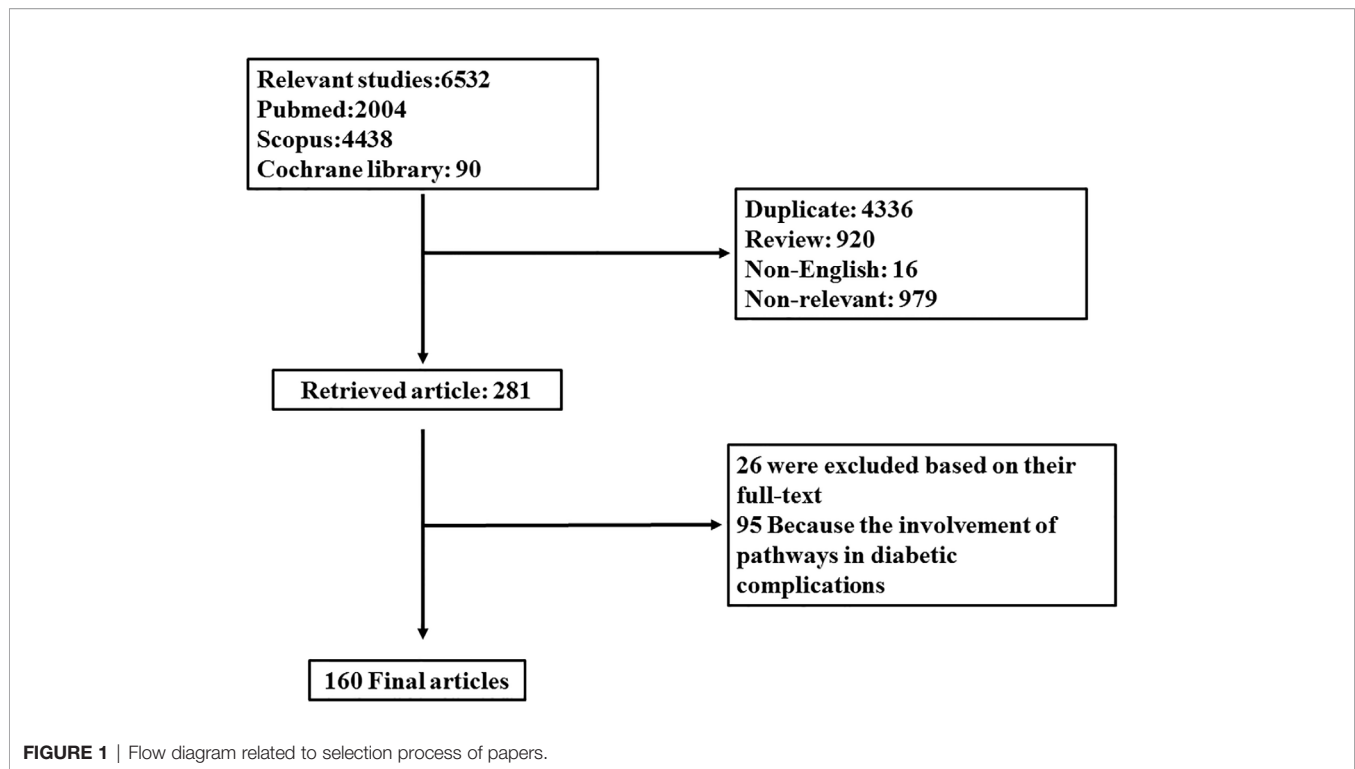 Relevant studies:6532
Pubmed:2004
Scopus:4438
Cochrane library: 90
Duplicate: 4336
Review: 920
Non-English: 16
Non-relevant: 979
Retrieved article: 281
26 were excluded based on their
full-text
95 Because the involvement of
pathways in diabetic
complications
160 Final articles
FIGURE 1 | Flow diagram related to selection process of papers.